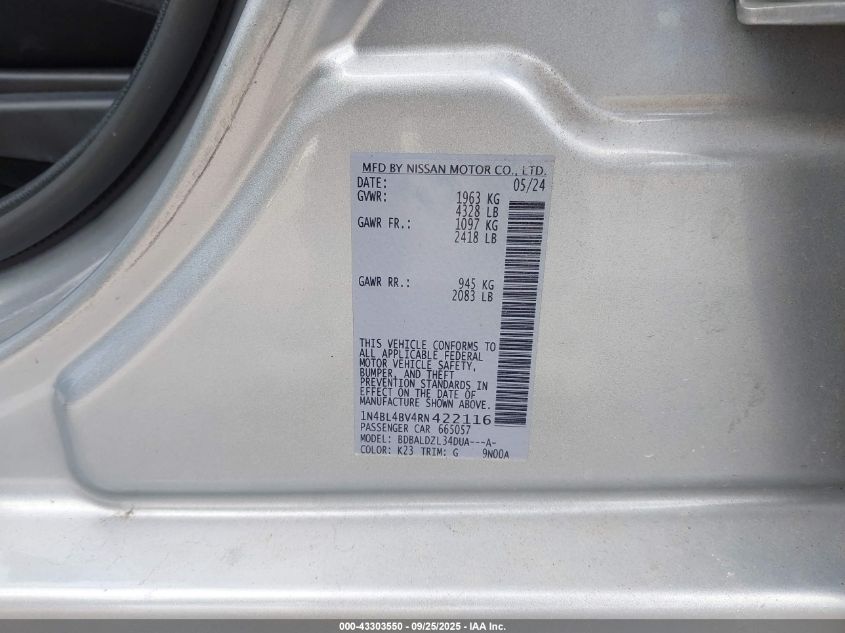 MFD BY NISSAN MOTOR CO., LTD.
DATE: 05/24
GVWR: 1963 KG
4328 LB
GAWR FR.: 1097 KG
2418 LB
GAWR RR.: 945 KG
2083 LB
THIS VEHICLE CONFORMS TO
ALL APPLICABLE FEDERAL
MOTOR VEHICLE SAFETY,
BUMPER, AND THEFT
PREVENTION STANDARDS IN
EFFECT ON THE DATE OF
MANUFACTURE SHOWN ABOVE.
1N4BL4BV4RN422116
PASSENGER CAR 665057
MODEL: BDBALDZL34DUA---A-
COLOR: K23 TRIM: G 9N00A
000-43303550 - 09/25/2025 - IAA Inc.